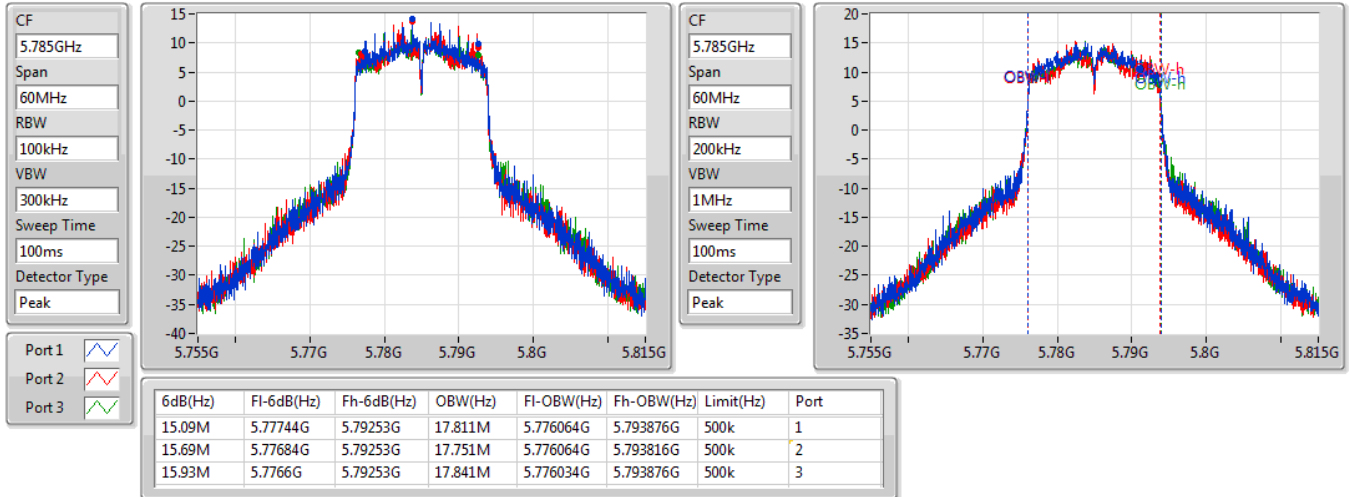 CF
5.785GHz
Span
60MHz
RBW
100kHz
VBW
300kHz
Sweep Time
100ms
Detector Type
Peak
15
10
5
0
-5
-10
-15
-20
-25
-30
-35
-40
5.755G 5.77G 5.78G 5.79G 5.8G 5.815G
CF
5.785GHz
Span
60MHz
RBW
200kHz
VBW
1MHz
Sweep Time
100ms
Detector Type
Peak
20
15
10
5
0
-5
-10
-15
-20
-25
-30
-35
OBW-h
OBW-h
OBW-h
5.755G 5.77G 5.78G 5.79G 5.8G 5.815G
Port 1
Port 2
Port 3
6dB(Hz) Fl-6dB(Hz) Fh-6dB(Hz) OBW(Hz) Fl-OBW(Hz) Fh-OBW(Hz) Limit(Hz) Port
15.09M 5.77744G 5.79253G 17.811M 5.776064G 5.793876G 500k 1
15.69M 5.77684G 5.79253G 17.751M 5.776064G 5.793816G 500k 2
15.93M 5.7766G 5.79253G 17.841M 5.776034G 5.793876G 500k 3